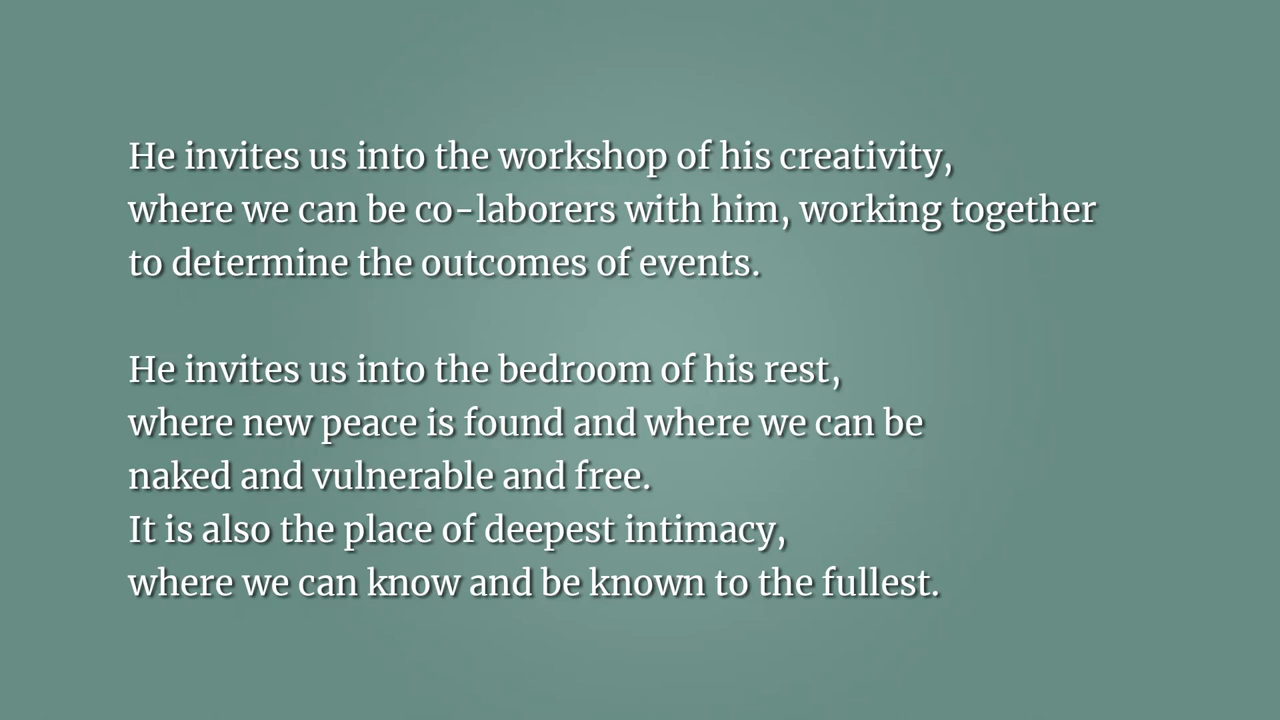 He invites us into the workshop of his creativity,
where we can be co-laborers with him, working together
to determine the outcomes of events.
He invites us into the bedroom of his rest,
where new peace is found and where we can be
naked and vulnerable and free.
It is also the place of deepest intimacy,
where we can know and be known to the fullest.